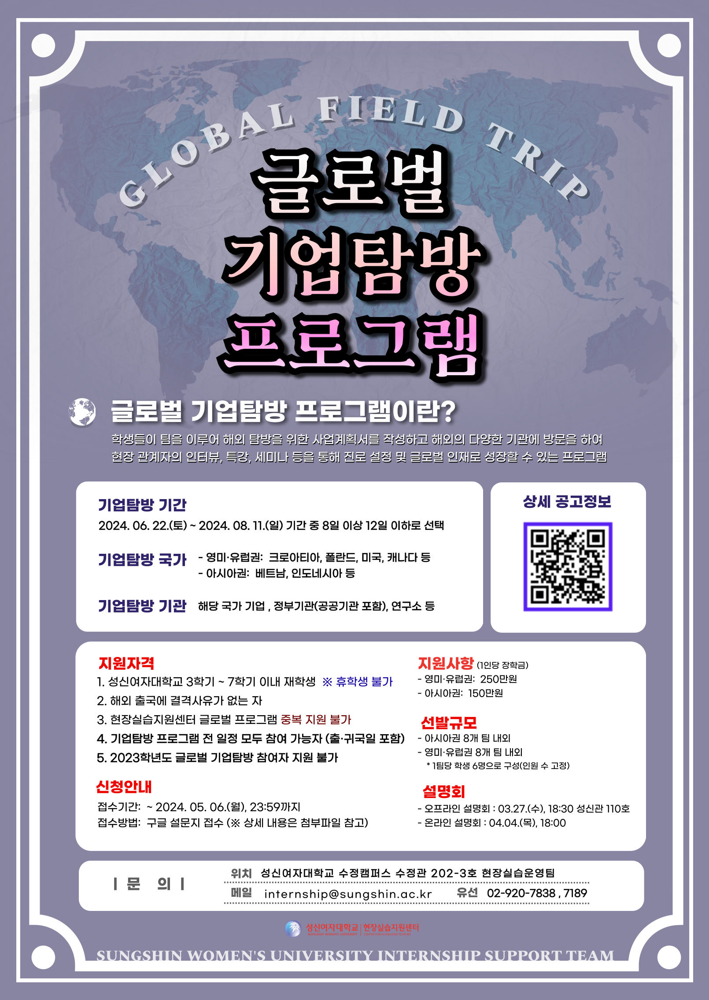 GLOBAL FIELD TRIP
글로벌
기업탐방
프로그램
글로벌 기업탐방 프로그램이란?
학생들이 팀을 이루어 해외 탐방을 위한 사업계획서를 작성하고 해외의 다양한 기관에 방문을 하여
현장 관계자의 인터뷰, 특강, 세미나 등을 통해 진로 설정 및 글로벌 인재로 성장할 수 있는 프로그램
기업탐방 기간
2024. 06. 22.(토) ~ 2024. 08. 11.(일) 기간 중 8일 이상 12일 이하로 선택
기업탐방 국가
- 영미·유럽권: 크로아티아, 폴란드, 미국, 캐나다 등
- 아시아권: 베트남, 인도네시아 등
기업탐방 기관
해당 국가 기업 , 정부기관(공공기관 포함), 연구소 등
상세 공고정보
지원자격
1. 성신여자대학교 3학기 ~ 7학기 이내 재학생 ※ 휴학생 불가
2. 해외 출국에 결격사유가 없는 자
3. 현장실습지원센터 글로벌 프로그램 중복 지원 불가
4. 기업탐방 프로그램 전 일정 모두 참여 가능자 (출·귀국일 포함)
5. 2023학년도 글로벌 기업탐방 참여자 지원 불가
신청안내
접수기간: ~ 2024. 05. 06.(월), 23:59까지
접수방법: 구글 설문지 접수 (※ 상세 내용은 첨부파일 참고)
지원사항 (1인당 장학금)
- 영미·유럽권: 250만원
- 아시아권: 150만원
선발규모
- 아시아권 8개 팀 내외
- 영미·유럽권 8개 팀 내외
* 1팀당 학생 6명으로 구성(인원 수 고정)
설명회
- 오프라인 설명회 : 03.27.(수), 18:30 성신관 110호
- 온라인 설명회 : 04.04.(목), 18:00
| 문 의 |
위치 성신여자대학교 수정캠퍼스 수정관 202-3호 현장실습운영팀
메일 internship@sungshin.ac.kr 유선 02-920-7838 , 7189
성신여자대학교 | 현장실습지원센터
SUNGSHIN WOMEN'S UNIVERSITY | CENTER FOR INTERNSHIP SUPPORT
SUNGSHIN WOMEN'S UNIVERSITY INTERNSHIP SUPPORT TEAM